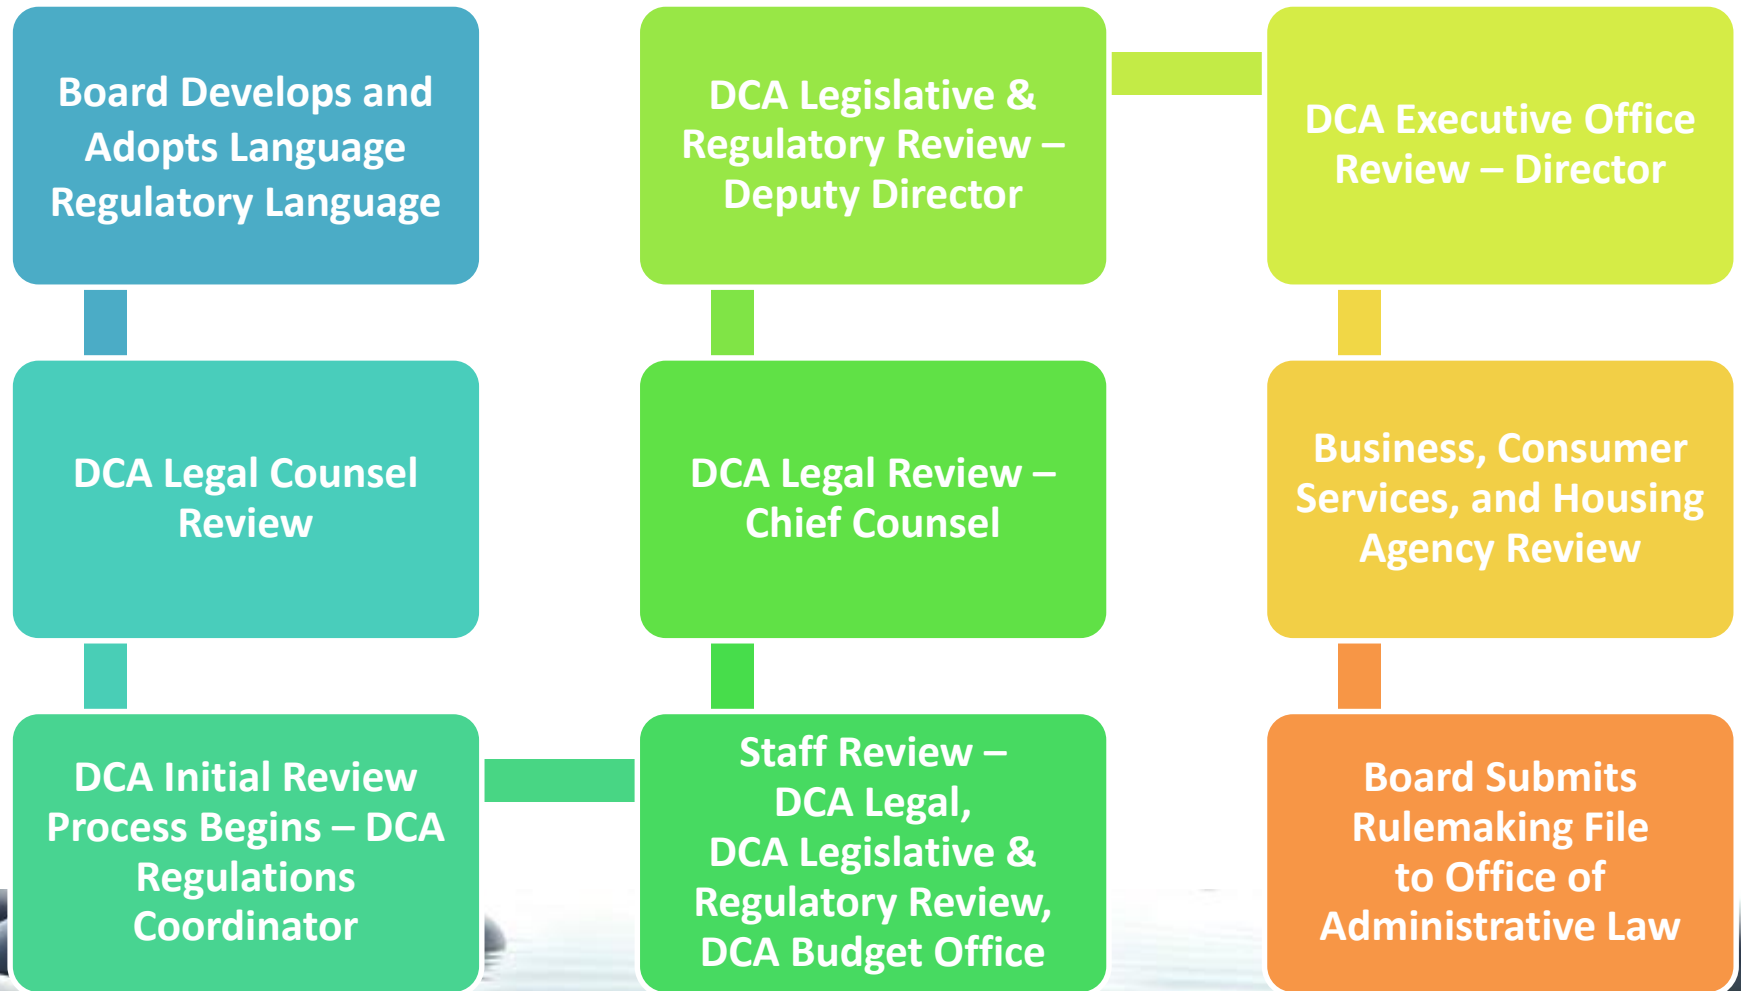 Board Develops and
Adopts Language
Regulatory Language
DCA Legal Counsel
Review
DCA Initial Review
Process Begins – DCA
Regulations
Coordinator
Staff Review –
DCA Legal,
DCA Legislative &
Regulatory Review,
DCA Budget Office
DCA Legal Review –
Chief Counsel
DCA Legislative &
Regulatory Review –
Deputy Director
DCA Executive Office
Review – Director
Business, Consumer
Services, and Housing
Agency Review
Board Submits
Rulemaking File
to Office of
Administrative Law